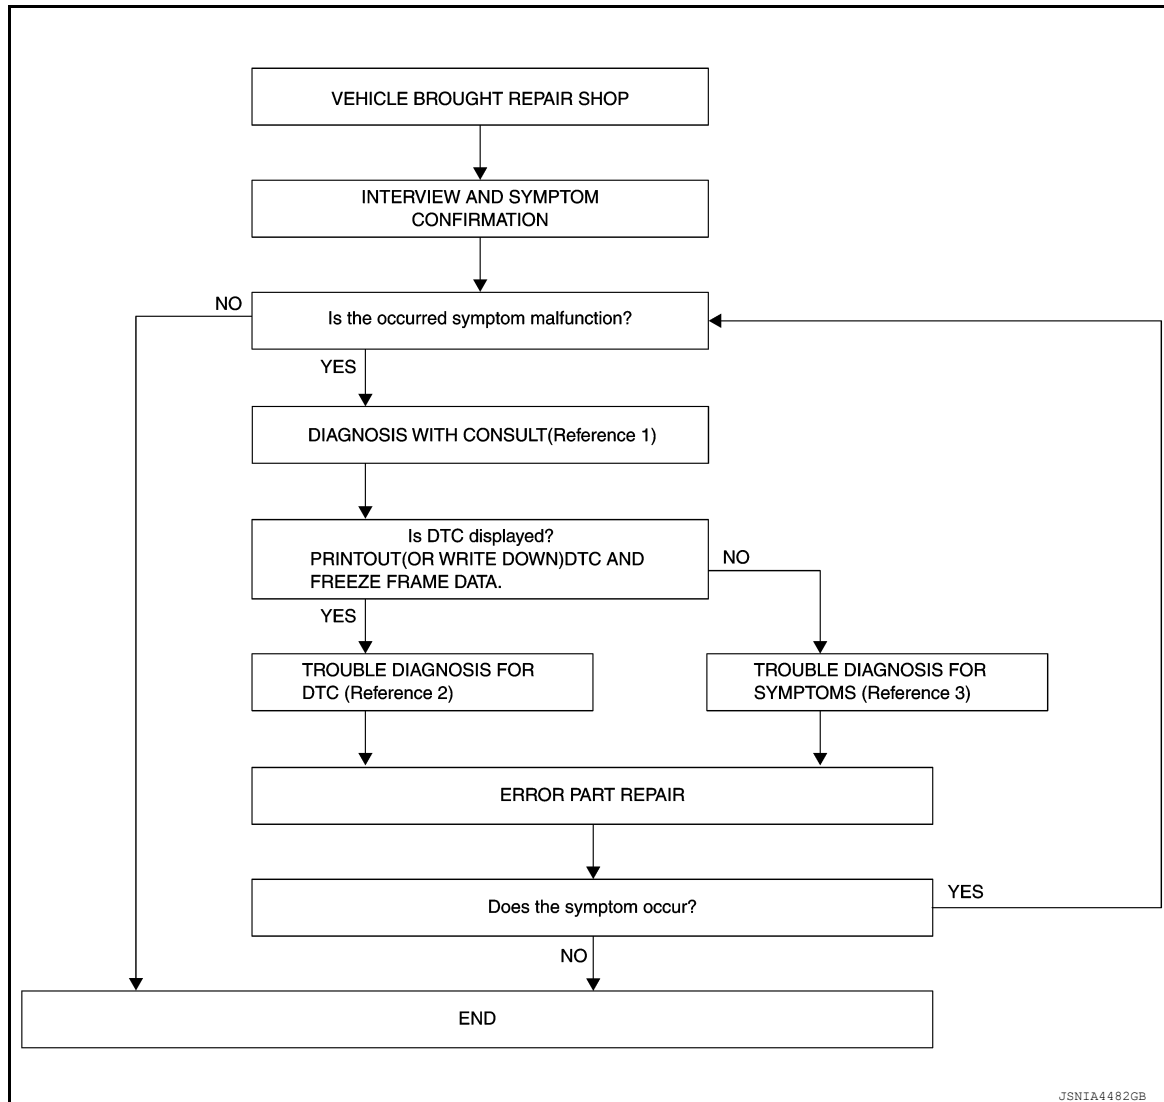 VEHICLE BROUGHT REPAIR SHOP
INTERVIEW AND SYMPTOM
CONFIRMATION
NO
Is the occurred symptom malfunction?
YES
DIAGNOSIS WITH CONSULT(Reference 1)
Is DTC displayed?
PRINTOUT(OR WRITE DOWN)DTC AND
FREEZE FRAME DATA.
NO
YES
TROUBLE DIAGNOSIS FOR
DTC (Reference 2)
TROUBLE DIAGNOSIS FOR
SYMPTOMS (Reference 3)
ERROR PART REPAIR
Does the symptom occur?
YES
NO
END
JSNIA4482GB